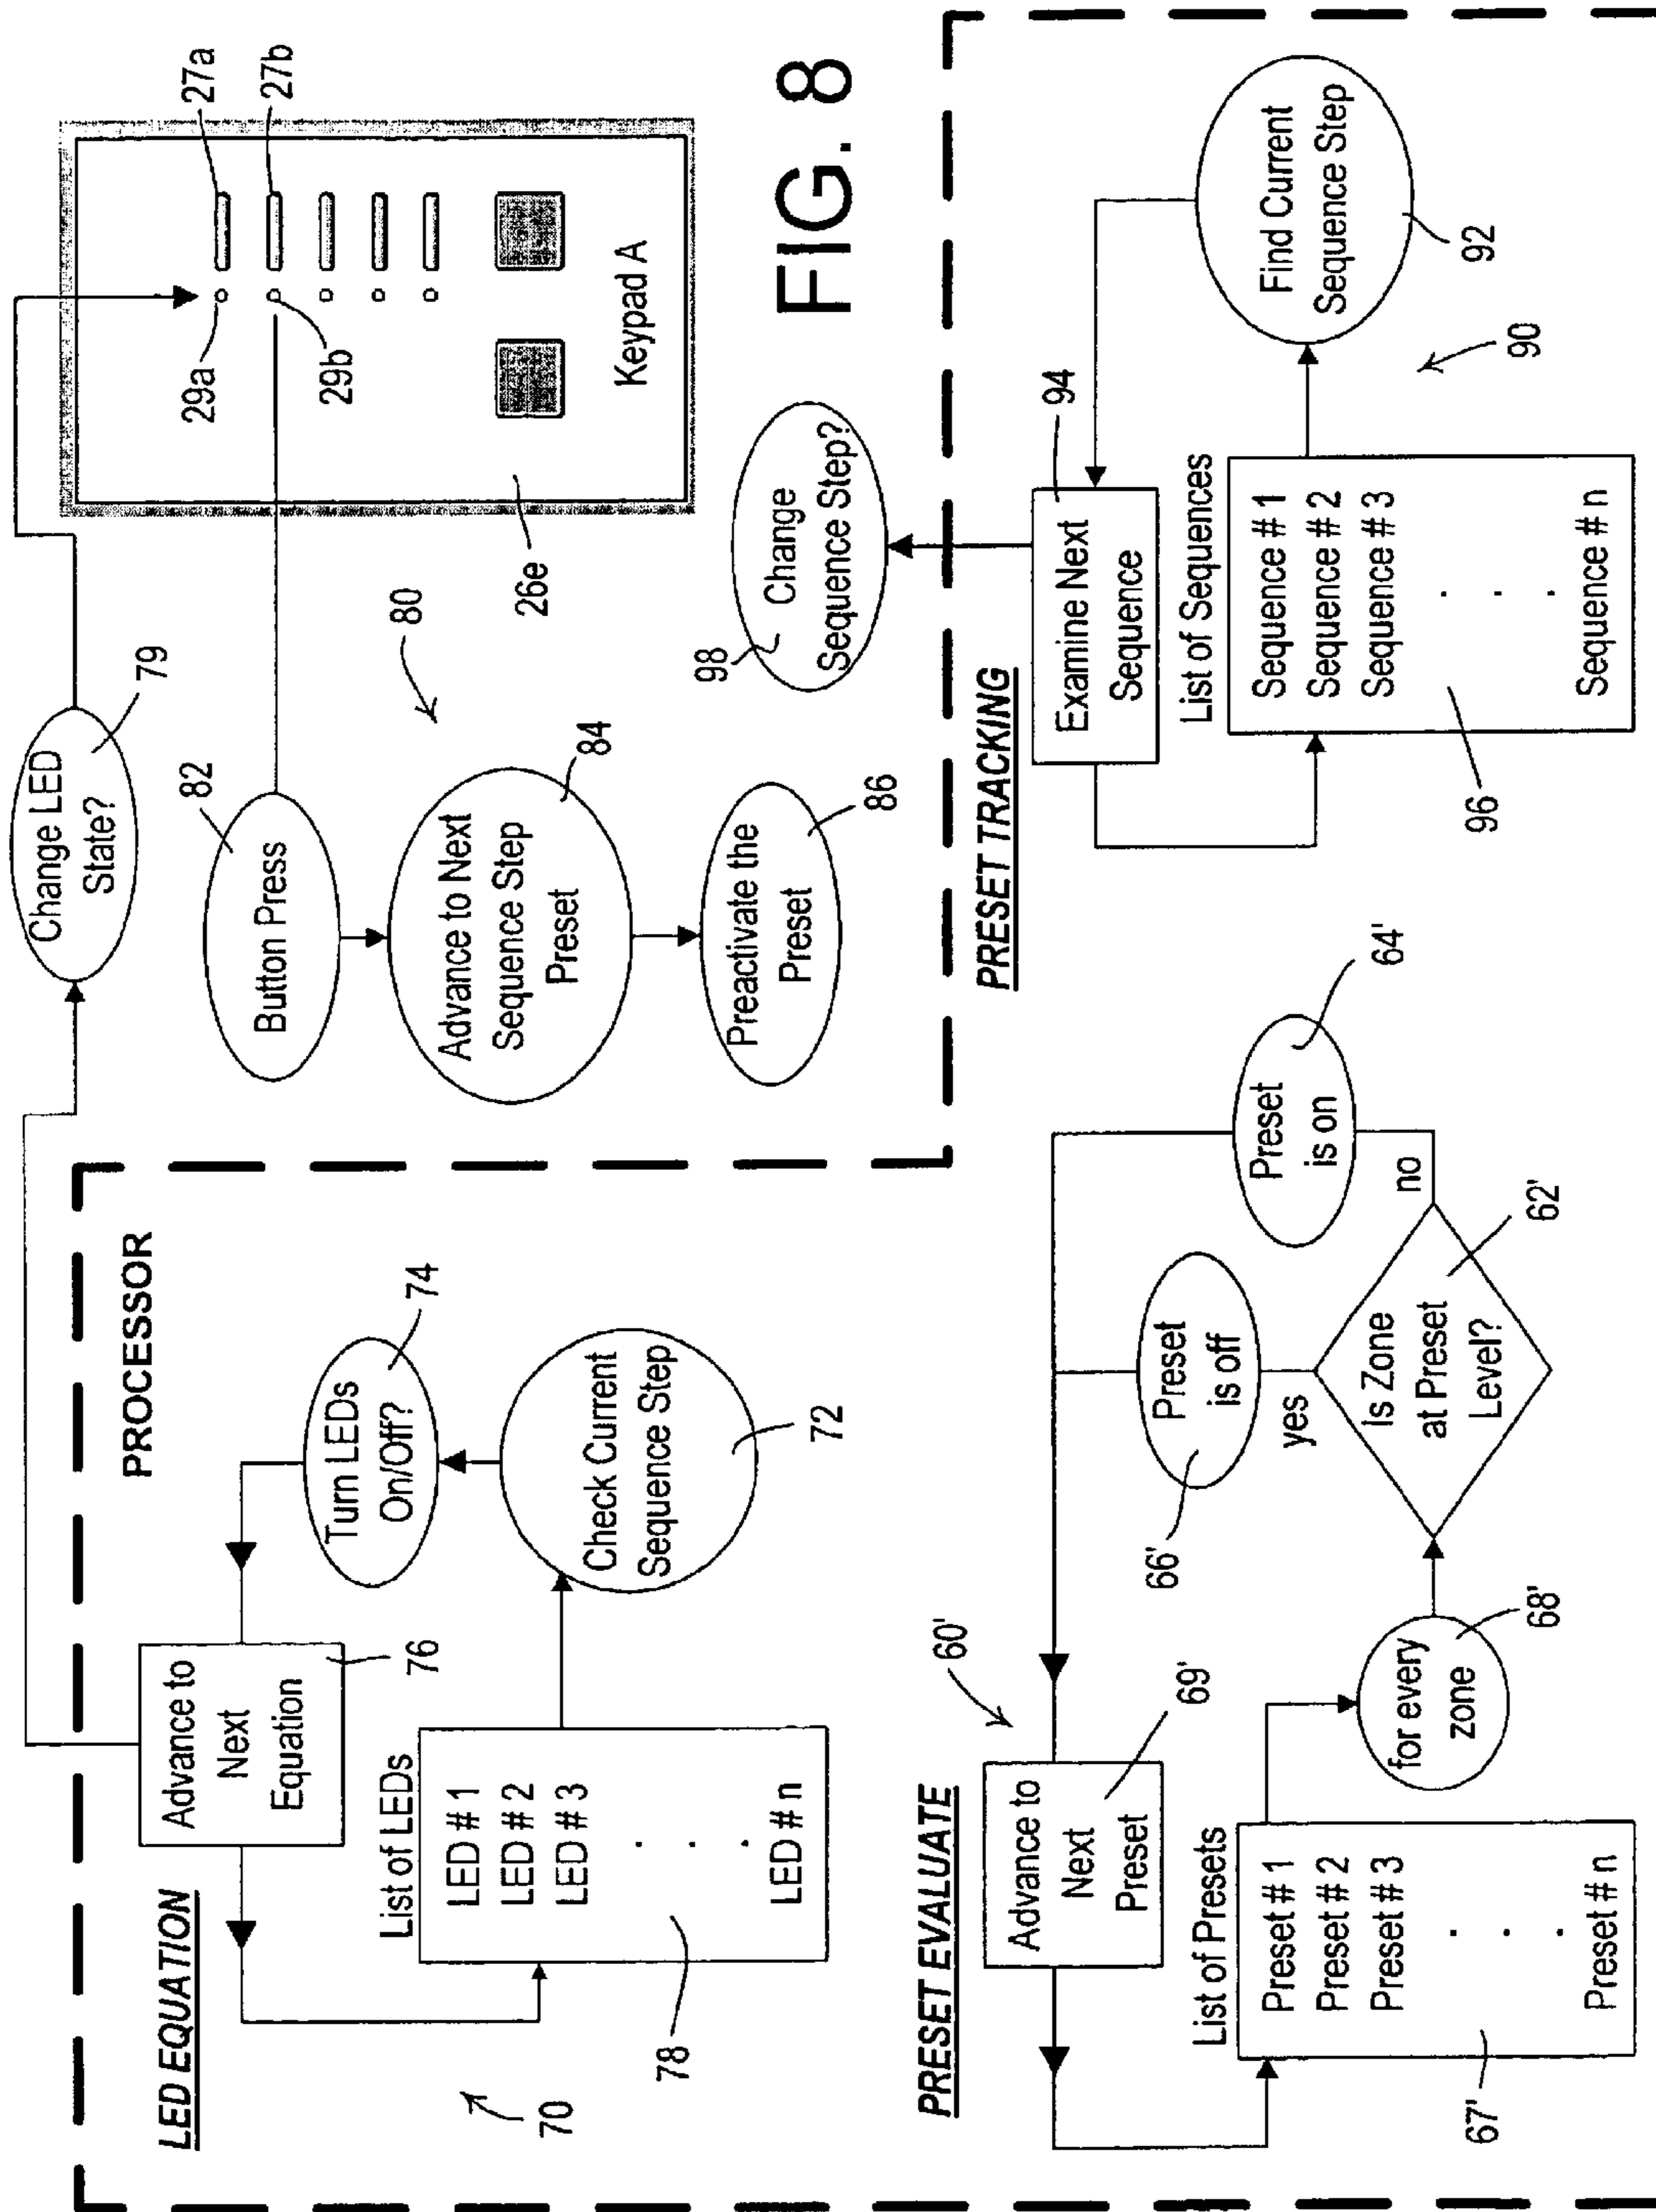 FIG. 8
PROCESSOR
LED EQUATION
70
Advance to
Next
Equation
76
List of LEDs
LED # 1
LED # 2
LED # 3
.
.
.
LED # n
78
Check Current
Sequence Step
72
Turn LEDs
On/Off?
74
Change LED
State?
79
Button Press
82
80
Advance to Next
Sequence Step
Preset
84
Preactivate the
Preset
86
27a
27b
29a
29b
Keypad A
26e
Change
Sequence Step?
98
PRESET EVALUATE
60'
Advance to
Next
Preset
69'
List of Presets
Preset # 1
Preset # 2
Preset # 3
.
.
.
Preset # n
67'
for every
zone
68'
Is Zone
at Preset
Level?
62'
yes
no
Preset
is off
66'
Preset
is on
64'
PRESET TRACKING
Examine Next
Sequence
94
List of Sequences
Sequence # 1
Sequence # 2
Sequence # 3
.
.
.
Sequence # n
96
Find Current
Sequence Step
92
90